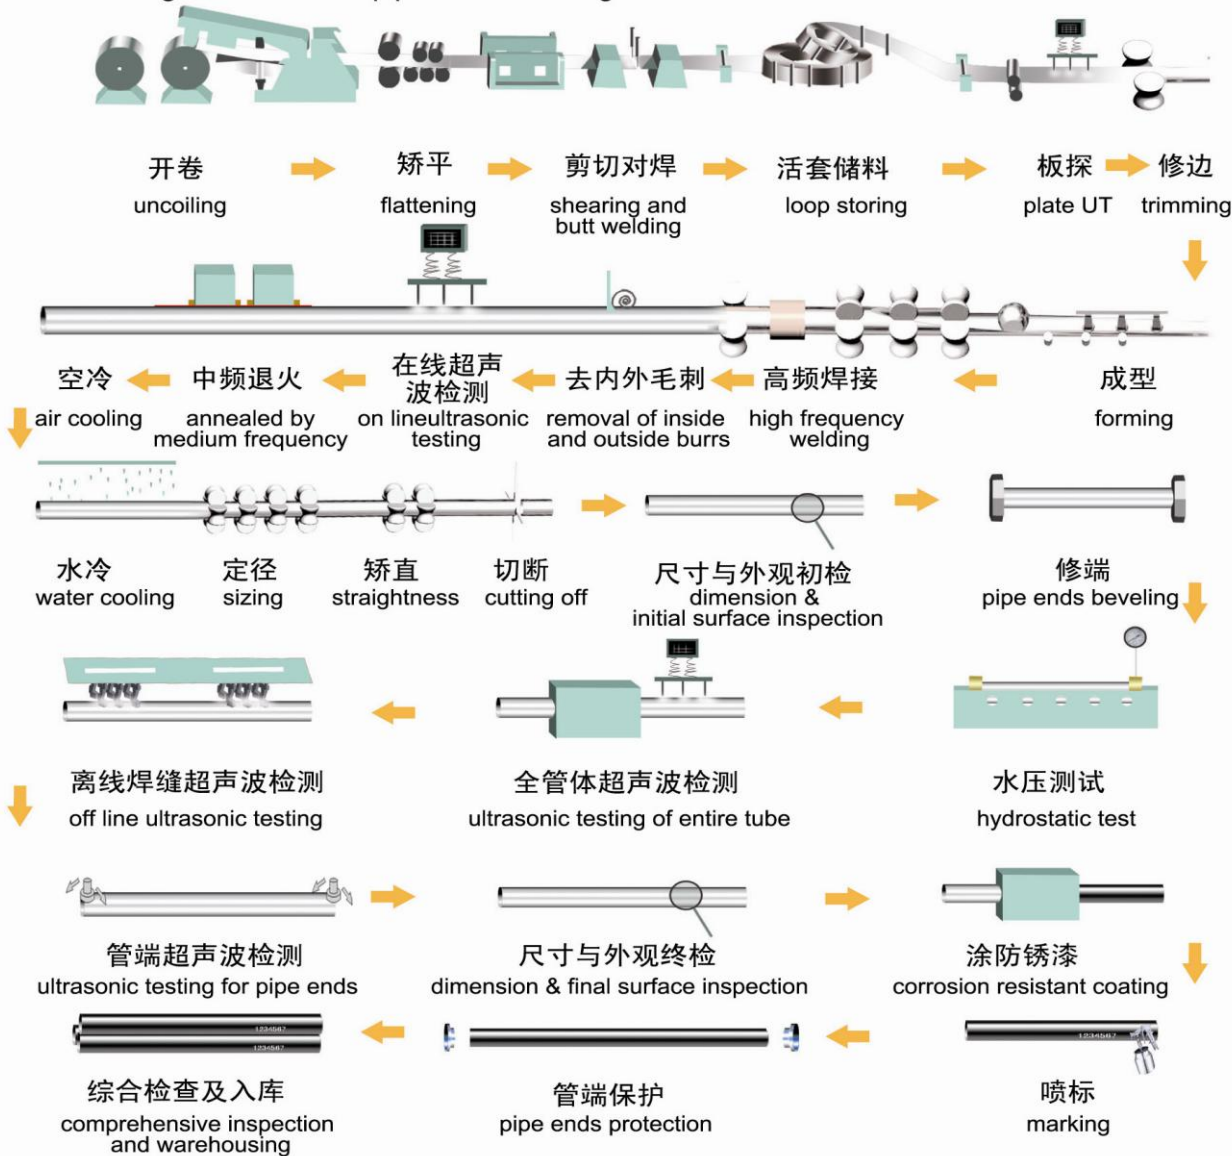 开卷
uncoiling
矫平
flattening
剪切对焊
shearing and
butt welding
活套储料
loop storing
板探
plate UT
修边
trimming
空冷
air cooling
中频退火
annealed by
medium frequency
在线超声
波检测
on lineultrasonic
testing
去内外毛刺
removal of inside
and outside burrs
高频焊接
high frequency
welding
成型
forming
水冷
water cooling
定径
sizing
矫直
straightness
切断
cutting off
尺寸与外观初检
dimension &
initial surface inspection
修端
pipe ends beveling
离线焊缝超声波检测
off line ultrasonic testing
全管体超声波检测
ultrasonic testing of entire tube
水压测试
hydrostatic test
管端超声波检测
ultrasonic testing for pipe ends
尺寸与外观终检
dimension & final surface inspection
涂防锈漆
corrosion resistant coating
1234567
1234567
综合检查及入库
comprehensive inspection
and warehousing
管端保护
pipe ends protection
1234567
喷标
marking